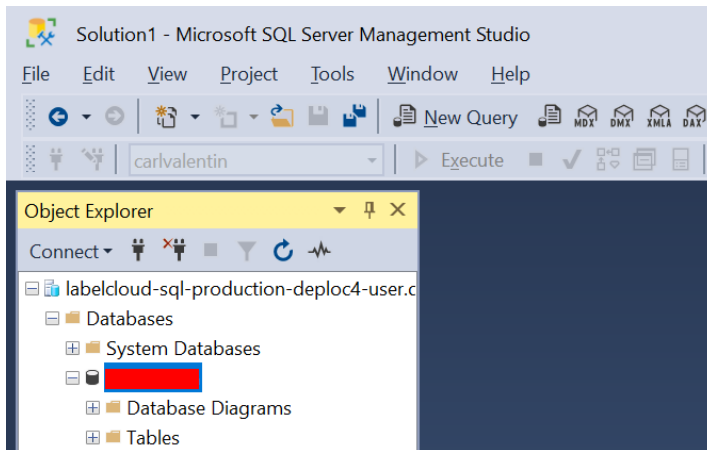 Solution1 - Microsoft SQL Server Management Studio
File Edit View Project Tools Window Help
New Query MDX DMX XMLA DAX
carlvalentin Execute
Object Explorer
Connect
labelcloud-sql-production-deploc4-user.c
Databases
System Databases
Database Diagrams
Tables